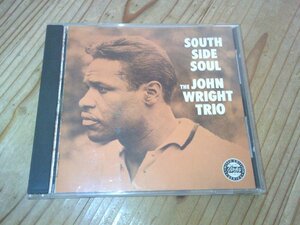 SOUTH
SIDE
SOUL
THE JOHN
WRIGHT
TRIO